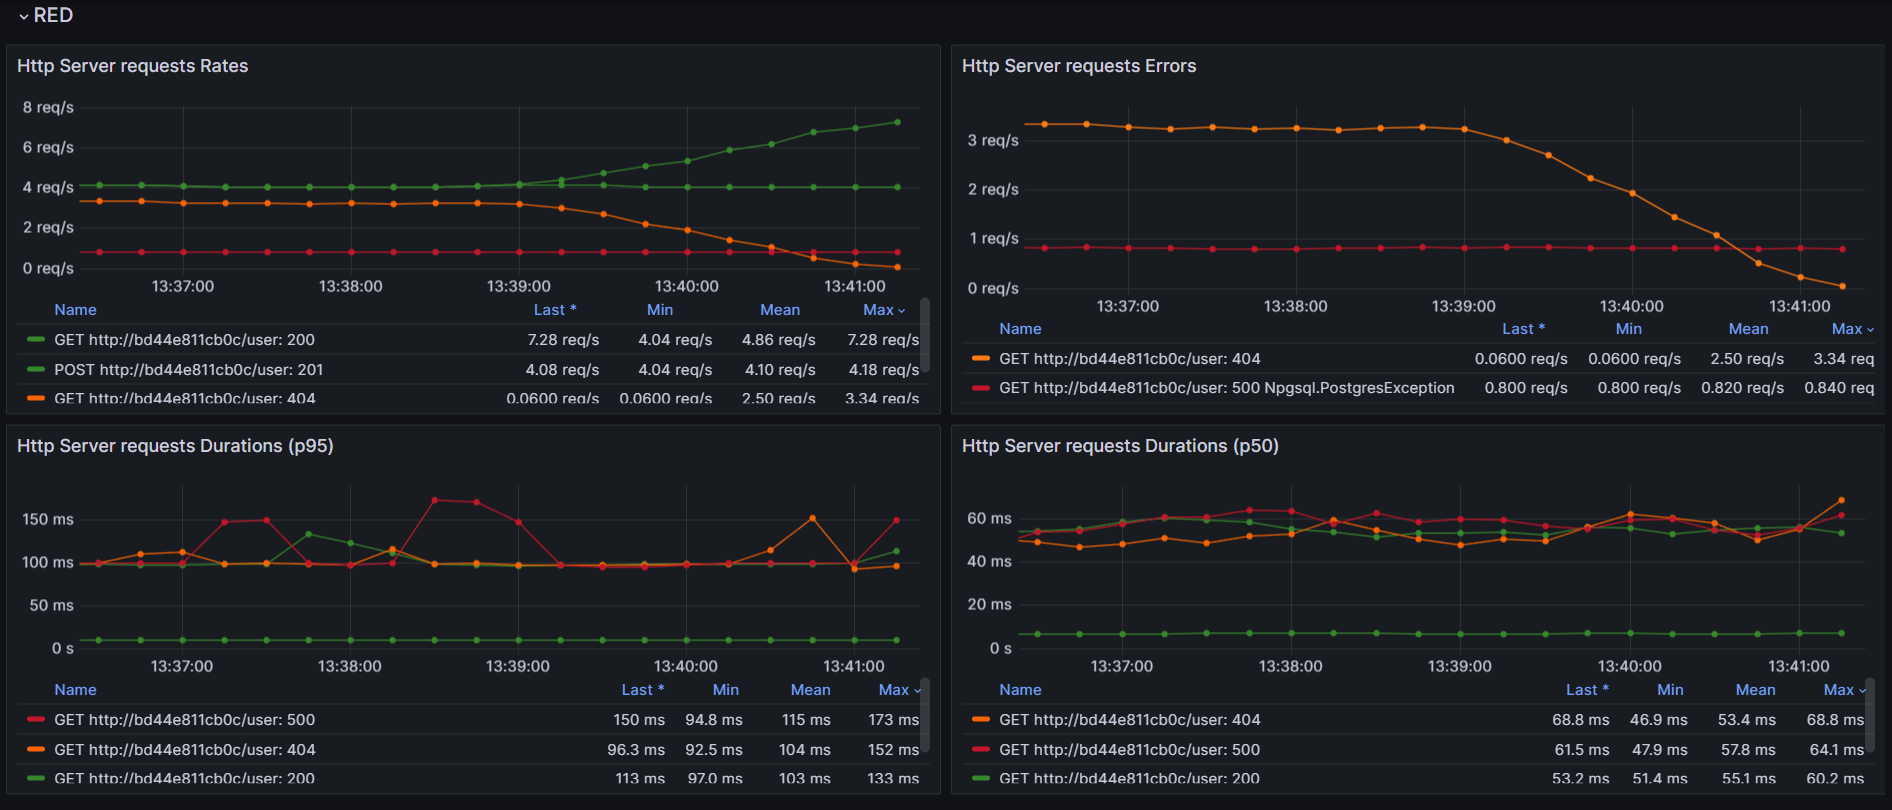 RED
Http Server requests Rates
8 req/s
6 req/s
4 req/s
2 req/s
0 req/s
13:37:00 13:38:00 13:39:00 13:40:00 13:41:00
Name Last * Min Mean Max
GET http://bd44e811cb0c/user: 200 7.28 req/s 4.04 req/s 4.86 req/s 7.28 req/s
POST http://bd44e811cb0c/user: 201 4.08 req/s 4.04 req/s 4.10 req/s 4.18 req/s
GET http://bd44e811cb0c/user: 404 0.0600 req/s 0.0600 req/s 2.50 req/s 3.34 req/s
Http Server requests Errors
3 req/s
2 req/s
1 req/s
0 req/s
13:37:00 13:38:00 13:39:00 13:40:00 13:41:00
Name Last * Min Mean Max
GET http://bd44e811cb0c/user: 404 0.0600 req/s 0.0600 req/s 2.50 req/s 3.34 req
GET http://bd44e811cb0c/user: 500 Npgsql.PostgresException 0.800 req/s 0.800 req/s 0.820 req/s 0.840 req
Http Server requests Durations (p95)
150 ms
100 ms
50 ms
0 s
13:37:00 13:38:00 13:39:00 13:40:00 13:41:00
Name Last * Min Mean Max
GET http://bd44e811cb0c/user: 500 150 ms 94.8 ms 115 ms 173 ms
GET http://bd44e811cb0c/user: 404 96.3 ms 92.5 ms 104 ms 152 ms
GET http://bd44e811cb0c/user: 200 113 ms 97.0 ms 103 ms 133 ms
Http Server requests Durations (p50)
60 ms
40 ms
20 ms
0 s
13:37:00 13:38:00 13:39:00 13:40:00 13:41:00
Name Last * Min Mean Max
GET http://bd44e811cb0c/user: 404 68.8 ms 46.9 ms 53.4 ms 68.8 ms
GET http://bd44e811cb0c/user: 500 61.5 ms 47.9 ms 57.8 ms 64.1 ms
GET http://bd44e811cb0c/user: 200 53.2 ms 51.4 ms 55.1 ms 60.2 ms